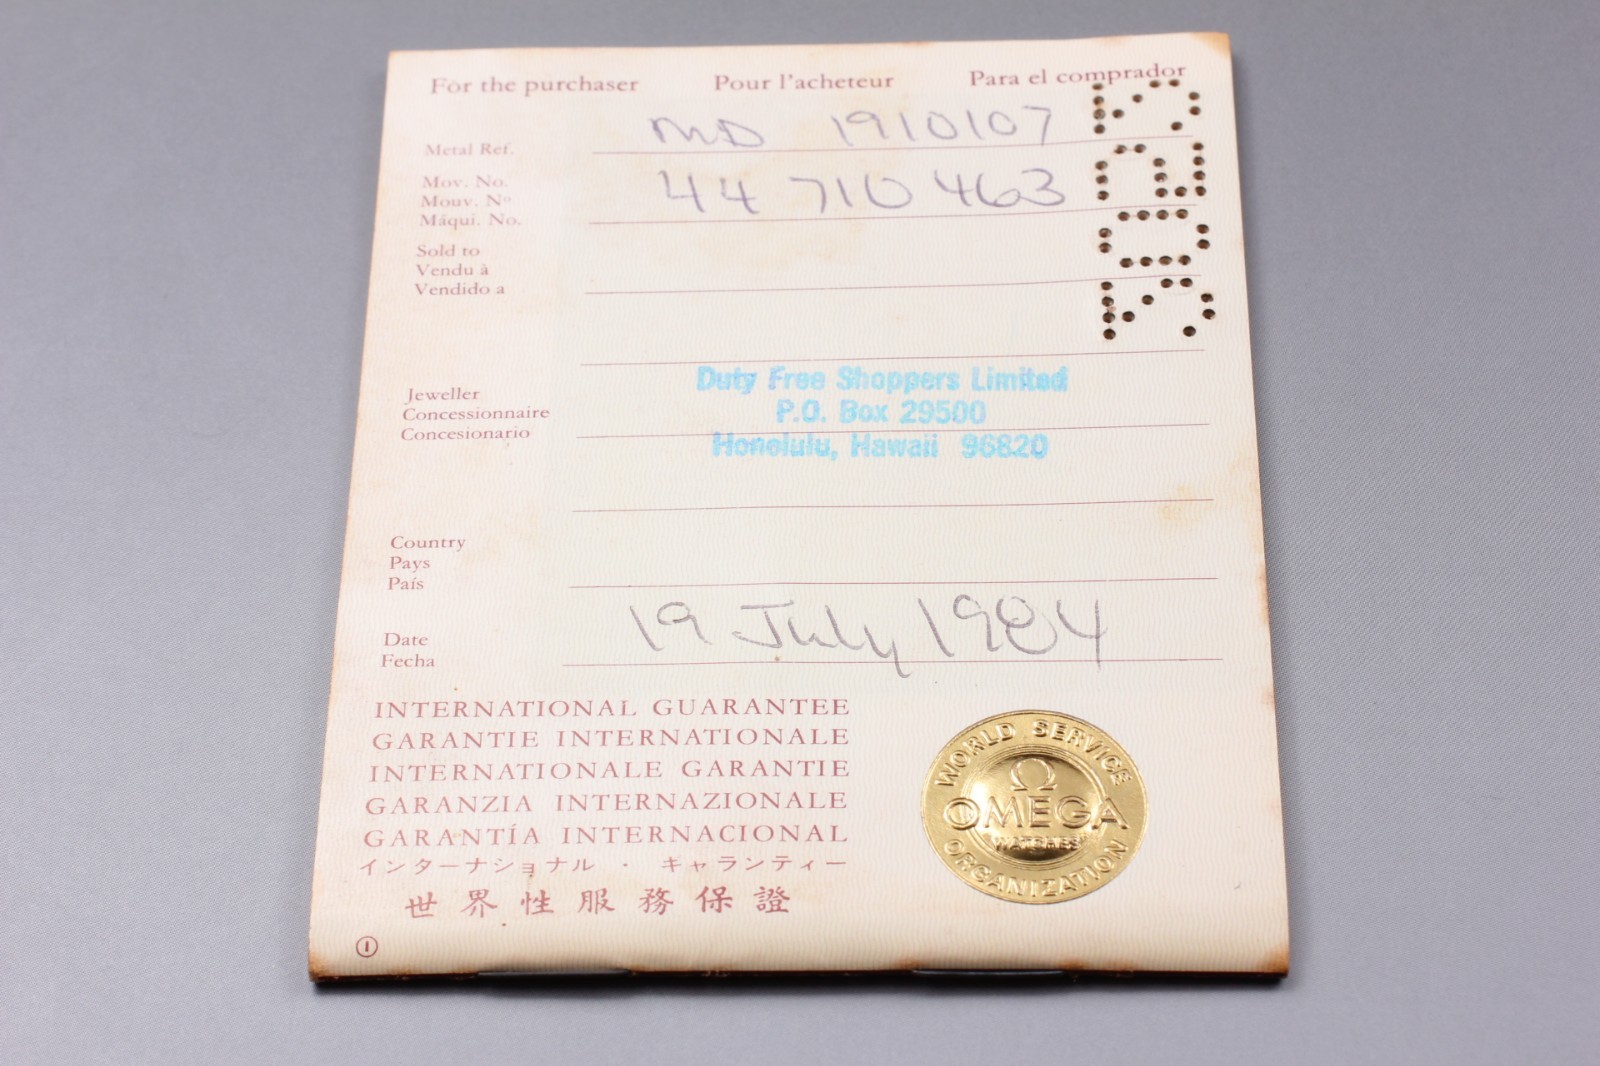 For the purchaser Pour l'acheteur Para el comprador
Metal Ref. MD 1910107
Mov. No.
Mouv. Nº 44 710 463
Máqui. No.
Sold to
Vendu à
Vendido a
Duty Free Shoppers Limited
Jeweller
Concessionnaire P.O. Box 29500
Concesionario Honolulu, Hawaii 96820
Country
Pays
País
Date 19 July 1984
Fecha
INTERNATIONAL GUARANTEE
GARANTIE INTERNATIONALE
INTERNATIONALE GARANTIE
GARANZIA INTERNAZIONALE
GARANTÍA INTERNACIONAL
インターナショナル・キャランティー
世界性服務保證
1
WORLD SERVICE
Ω
OMEGA
WATCHES
ORGANIZATION